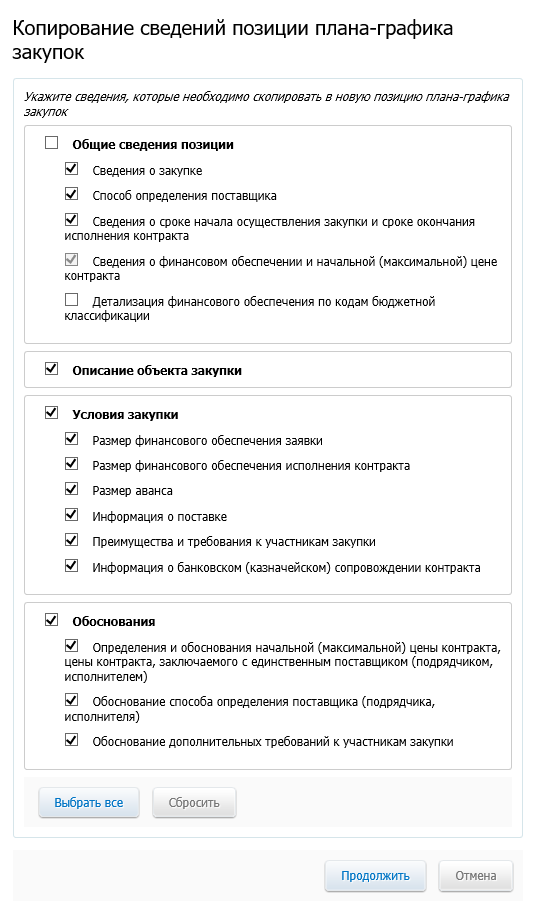 Копирование сведений позиции плана-графика
закупок
Укажите сведения, которые необходимо скопировать в новую позицию плана-графика
закупок
Общие сведения позиции
Сведения о закупке
Способ определения поставщика
Сведения о сроке начала осуществления закупки и сроке окончания
исполнения контракта
Сведения о финансовом обеспечении и начальной (максимальной) цене
контракта
Детализация финансового обеспечения по кодам бюджетной
классификации
Описание объекта закупки
Условия закупки
Размер финансового обеспечения заявки
Размер финансового обеспечения исполнения контракта
Размер аванса
Информация о поставке
Преимущества и требования к участникам закупки
Информация о банковском (казначейском) сопровождении контракта
Обоснования
Определения и обоснования начальной (максимальной) цены контракта,
цены контракта, заключаемого с единственным поставщиком (подрядчиком,
исполнителем)
Обоснование способа определения поставщика (подрядчика,
исполнителя)
Обоснование дополнительных требований к участникам закупки
Выбрать все Сбросить
Продолжить Отмена